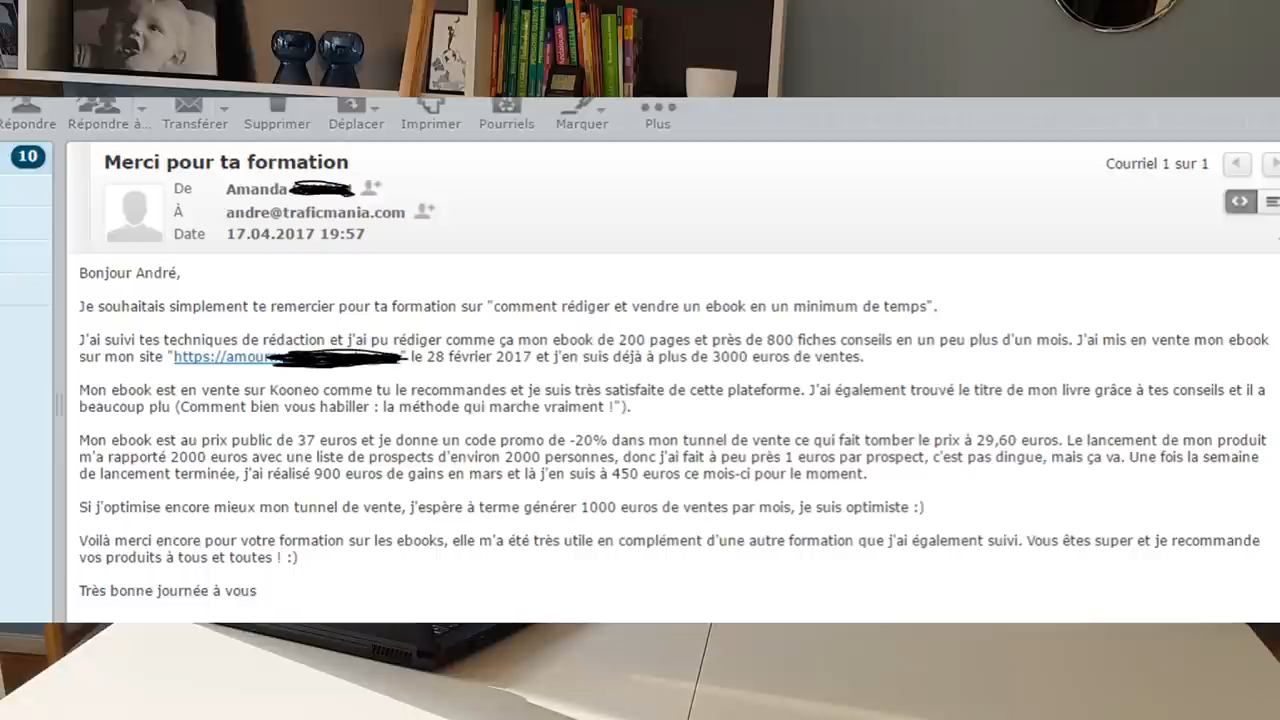 Répondre Répondre à... Transférer Supprimer Déplacer Imprimer Pourriels Marquer Plus
10
Merci pour ta formation
Courriel 1 sur 1
De Amanda
À andre@traficmania.com
Date 17.04.2017 19:57
Bonjour André,
Je souhaitais simplement te remercier pour ta formation sur "comment rédiger et vendre un ebook en un minimum de temps".
J'ai suivi tes techniques de rédaction et j'ai pu rédiger comme ça mon ebook de 200 pages et près de 800 fiches conseils en un peu plus d'un mois. J'ai mis en vente mon ebook
sur mon site "https://amour " le 28 février 2017 et j'en suis déjà à plus de 3000 euros de ventes.
Mon ebook est en vente sur Kooneo comme tu le recommandes et je suis très satisfaite de cette plateforme. J'ai également trouvé le titre de mon livre grâce à tes conseils et il a
beaucoup plu (Comment bien vous habiller : la méthode qui marche vraiment !").
Mon ebook est au prix public de 37 euros et je donne un code promo de -20% dans mon tunnel de vente ce qui fait tomber le prix à 29,60 euros. Le lancement de mon produit
m'a rapporté 2000 euros avec une liste de prospects d'environ 2000 personnes, donc j'ai fait à peu près 1 euros par prospect, c'est pas dingue, mais ça va. Une fois la semaine
de lancement terminée, j'ai réalisé 900 euros de gains en mars et là j'en suis à 450 euros ce mois-ci pour le moment.
Si j'optimise encore mieux mon tunnel de vente, j'espère à terme générer 1000 euros de ventes par mois, je suis optimiste :)
Voilà merci encore pour votre formation sur les ebooks, elle m'a été très utile en complément d'une autre formation que j'ai également suivi. Vous êtes super et je recommande
vos produits à tous et toutes ! :)
Très bonne journée à vous